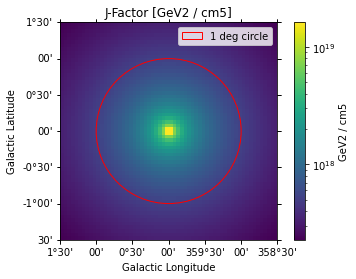 J-Factor [GeV2 / cm5]
1 deg circle
1°30'
00'
0°30'
00'
-0°30'
-1°00'
30'
Galactic Latitude
1°30' 00' 0°30' 00' 359°30' 00' 358°30'
Galactic Longitude
10¹⁹
10¹⁸
GeV2 / cm5